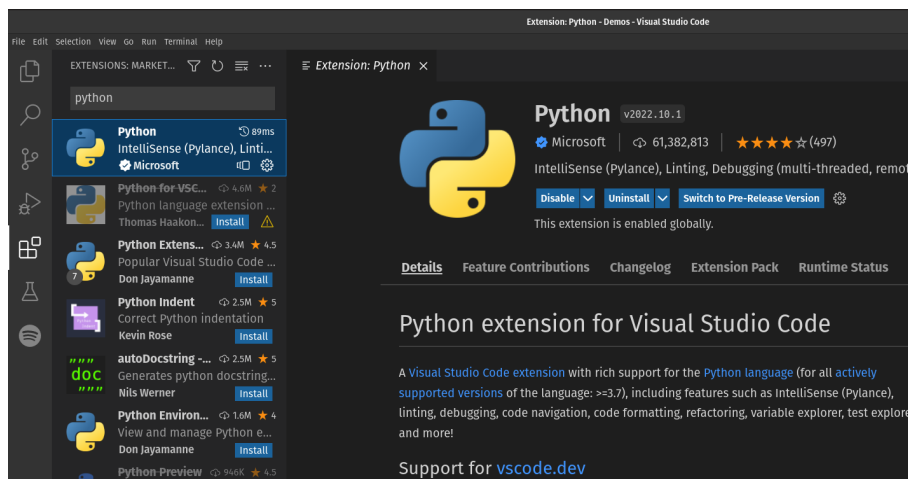 Extension: Python - Demos - Visual Studio Code
File Edit Selection View Go Run Terminal Help
EXTENSIONS: MARKET...
Extension: Python
python
Python 89ms
IntelliSense (Pylance), Linti...
Microsoft
Python for VSC... 4.6M ★ 2
Python language extension ...
Thomas Haakon... Install
Python Extens... 3.4M ★ 4.5
Popular Visual Studio Code ...
7
Don Jayamanne Install
Python Indent 2.5M ★ 5
Correct Python indentation
Kevin Rose Install
autoDocstring -... 2.5M ★ 5
""" doc """
Generates python docstring...
Nils Werner Install
Python Environ... 1.6M ★ 4
View and manage Python e...
Don Jayamanne Install
Python Preview 946K ★ 4.5
Python v2022.10.1
Microsoft 61,382,813 ★★★★☆ (497)
IntelliSense (Pylance), Linting, Debugging (multi-threaded, remot
Disable Uninstall Switch to Pre-Release Version
This extension is enabled globally.
Details Feature Contributions Changelog Extension Pack Runtime Status
Python extension for Visual Studio Code
A Visual Studio Code extension with rich support for the Python language (for all actively
supported versions of the language: >=3.7), including features such as IntelliSense (Pylance),
linting, debugging, code navigation, code formatting, refactoring, variable explorer, test explore
and more!
Support for vscode.dev